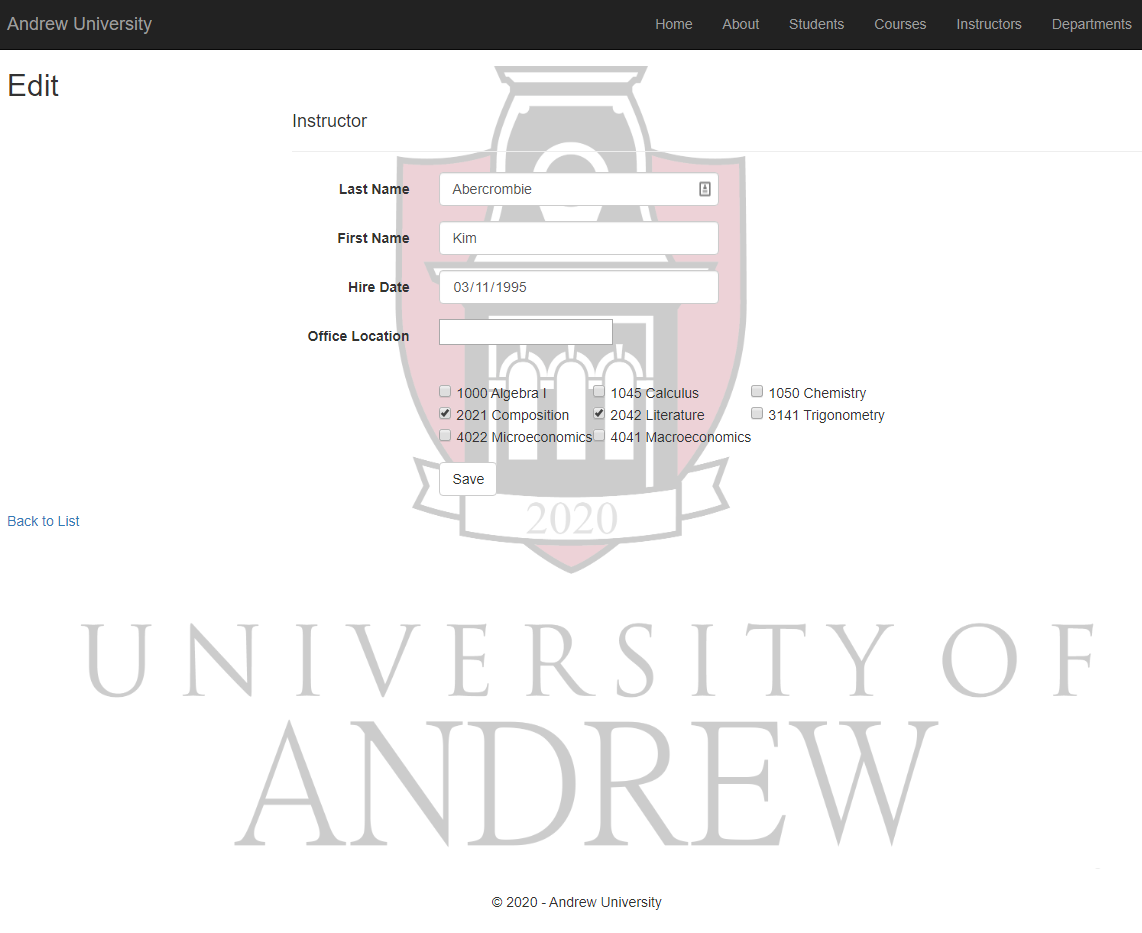 Andrew University Home About Students Courses Instructors Departments
Edit
Instructor
Last Name Abercrombie
First Name Kim
Hire Date 03/11/1995
Office Location
1000 Algebra I 1045 Calculus 1050 Chemistry
2021 Composition 2042 Literature 3141 Trigonometry
4022 Microeconomics 4041 Macroeconomics
Save
2020
Back to List
UNIVERSITY OF
ANDREW
© 2020 - Andrew University